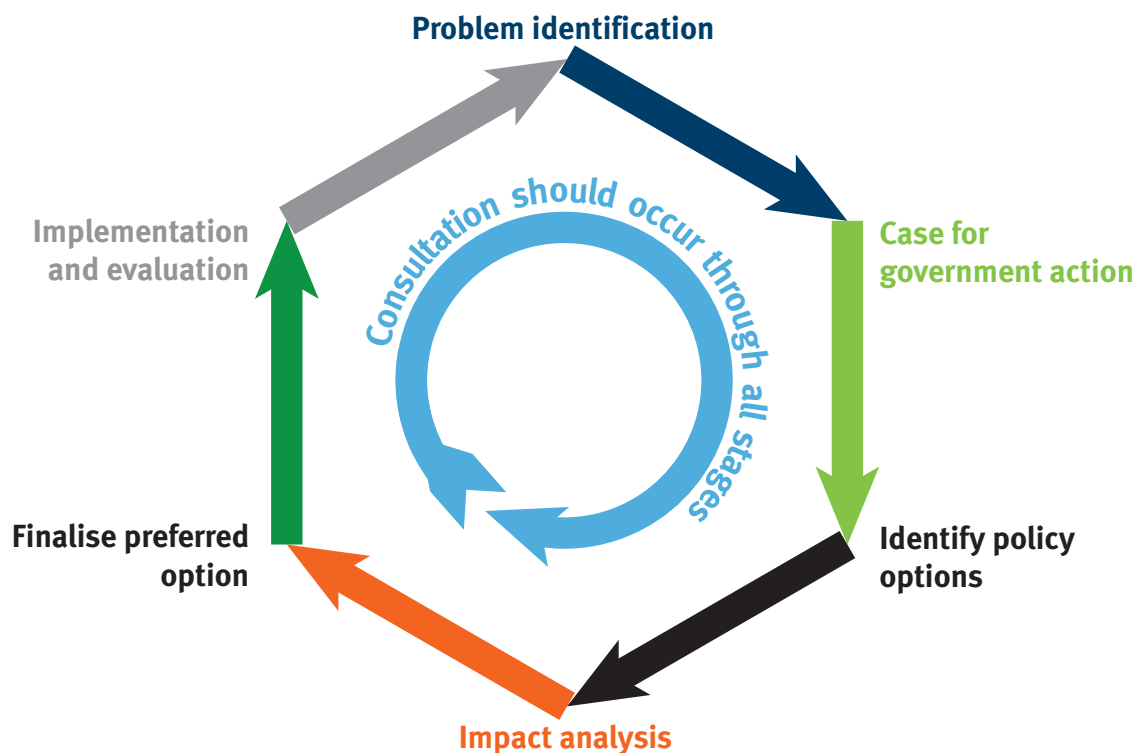 Problem identification
Case for
government action
Identify policy
options
Impact analysis
Finalise preferred
option
Implementation
and evaluation
Consultation should occur through all stages